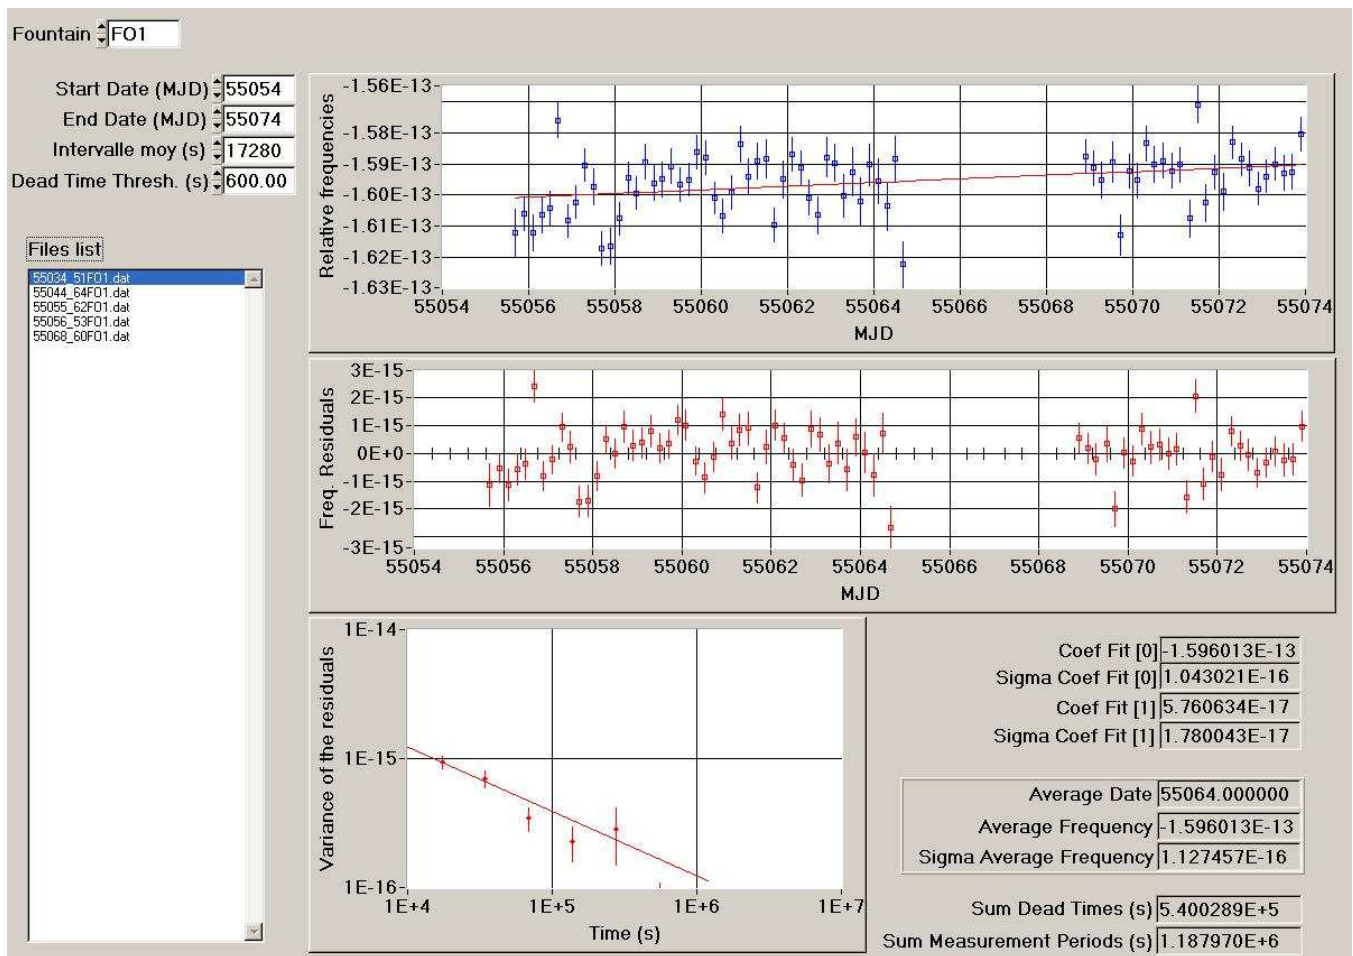 Fountain FO1
Start Date (MJD) 55054
End Date (MJD) 55074
Intervalle moy (s) 17280
Dead Time Thresh. (s) 600.00
Files list
55034_51FO1.dat
55044_64FO1.dat
55055_62FO1.dat
55056_53FO1.dat
55068_60FO1.dat
Relative frequencies
-1.56E-13
-1.58E-13
-1.59E-13
-1.60E-13
-1.61E-13
-1.62E-13
-1.63E-13
55054 55056 55058 55060 55062 55064 55066 55068 55070 55072 55074
MJD
Freq. Residuals
3E-15
2E-15
1E-15
0E+0
-1E-15
-2E-15
-3E-15
55054 55056 55058 55060 55062 55064 55066 55068 55070 55072 55074
MJD
Variance of the residuals
1E-14
1E-15
1E-16
1E+4 1E+5 1E+6 1E+7
Time (s)
Coef Fit [0] -1.596013E-13
Sigma Coef Fit [0] 1.043021E-16
Coef Fit [1] 5.760634E-17
Sigma Coef Fit [1] 1.780043E-17
Average Date 55064.000000
Average Frequency -1.596013E-13
Sigma Average Frequency 1.127457E-16
Sum Dead Times (s) 5.400289E+5
Sum Measurement Periods (s) 1.187970E+6